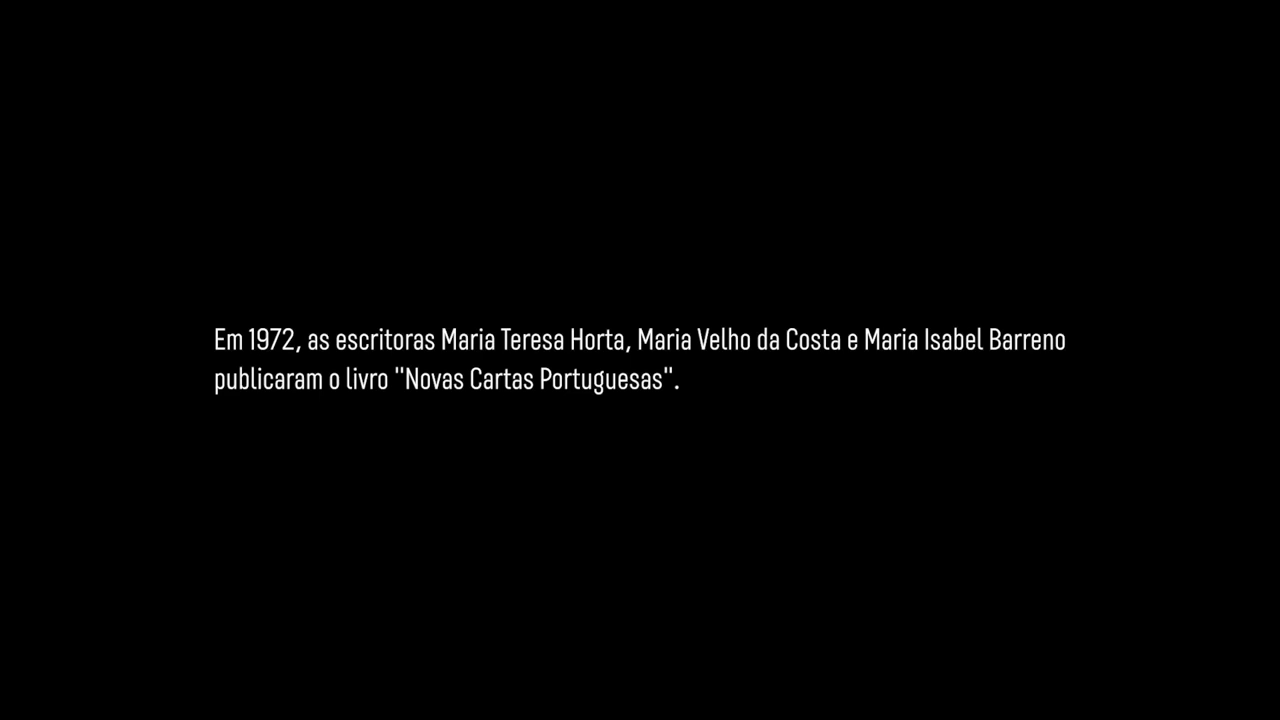 Em 1972, as escritoras Maria Teresa Horta, Maria Velho da Costa e Maria Isabel Barreno
publicaram o livro "Novas Cartas Portuguesas".